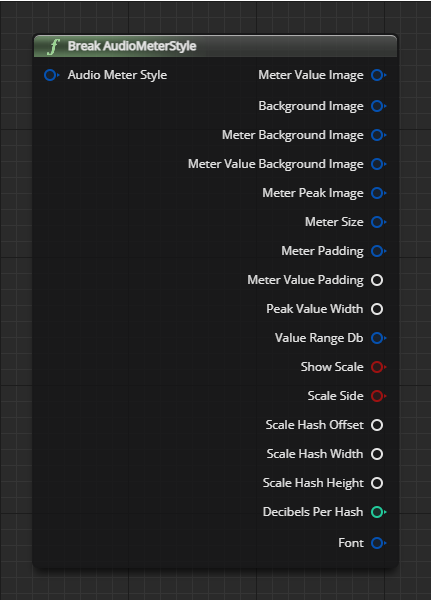 f Break AudioMeterStyle
Audio Meter Style
Meter Value Image
Background Image
Meter Background Image
Meter Value Background Image
Meter Peak Image
Meter Size
Meter Padding
Meter Value Padding
Peak Value Width
Value Range Db
Show Scale
Scale Side
Scale Hash Offset
Scale Hash Width
Scale Hash Height
Decibels Per Hash
Font